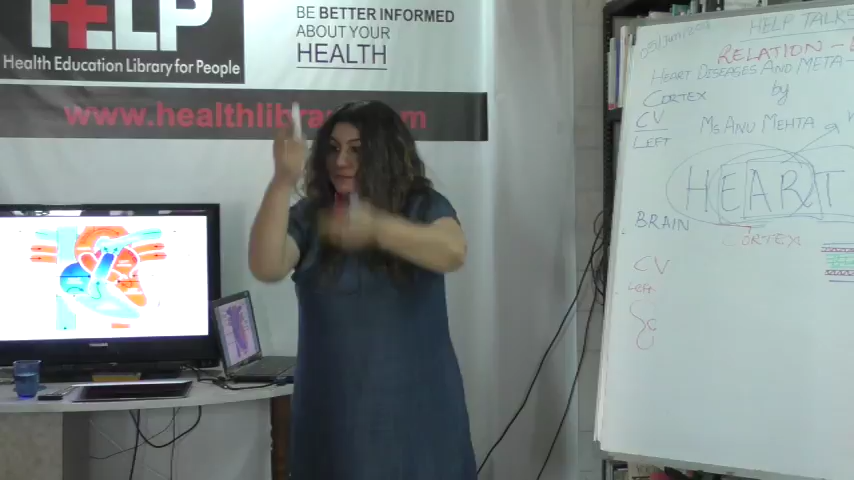 HELP
Health Education Library for People
BE BETTER INFORMED
ABOUT YOUR
HEALTH
www.healthlibra
.com
HELP TALKS
RELATION -
HEART DISEASES AND META-
by
CORTEX
CV
LEFT
Ms ANU MEHTA
HEART
BRAIN
CORTEX
CV
LEFT